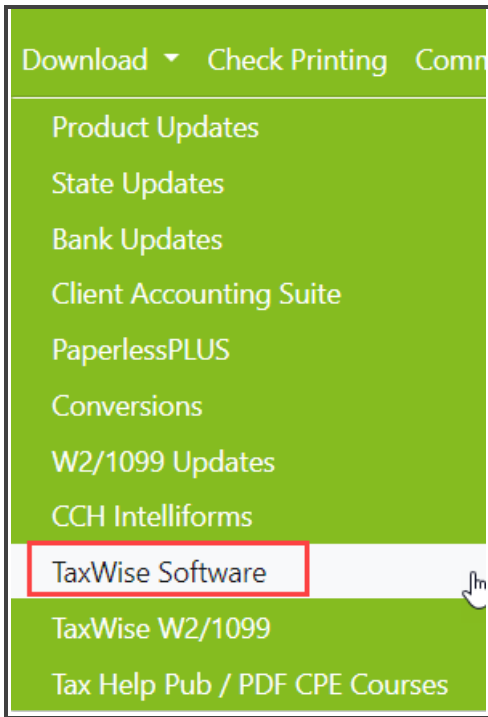 Download Check Printing
Product Updates
State Updates
Bank Updates
Client Accounting Suite
PaperlessPLUS
Conversions
W2/1099 Updates
CCH Intelliforms
TaxWise Software
TaxWise W2/1099
Tax Help Pub / PDF CPE Courses